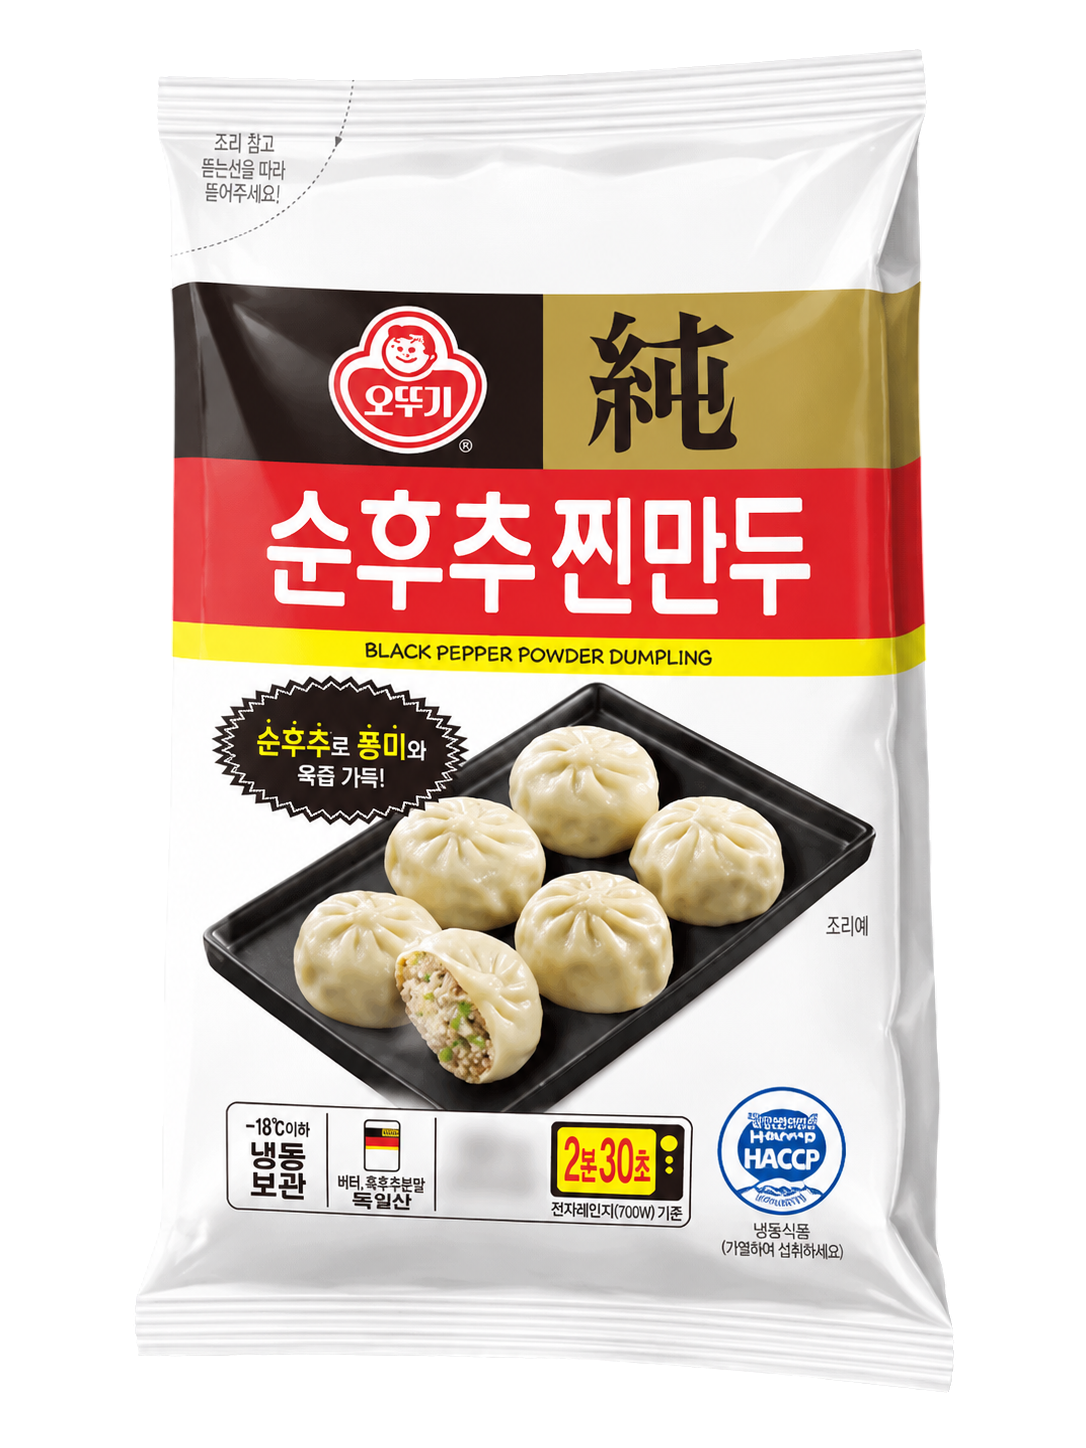 조리 참고
뜯는선을 따라
뜯어주세요!
오뚜기
®
純
순후추 찐만두
BLACK PEPPER POWDER DUMPLING
순후추로 퐁미와
육즙 가득!
조리예
-18℃이하
냉동
보관
버터, 흑후추분말
독일산
2분30초
전자레인지(700W) 기준
HACCP
냉동식품
(가열하여 섭취하세요)